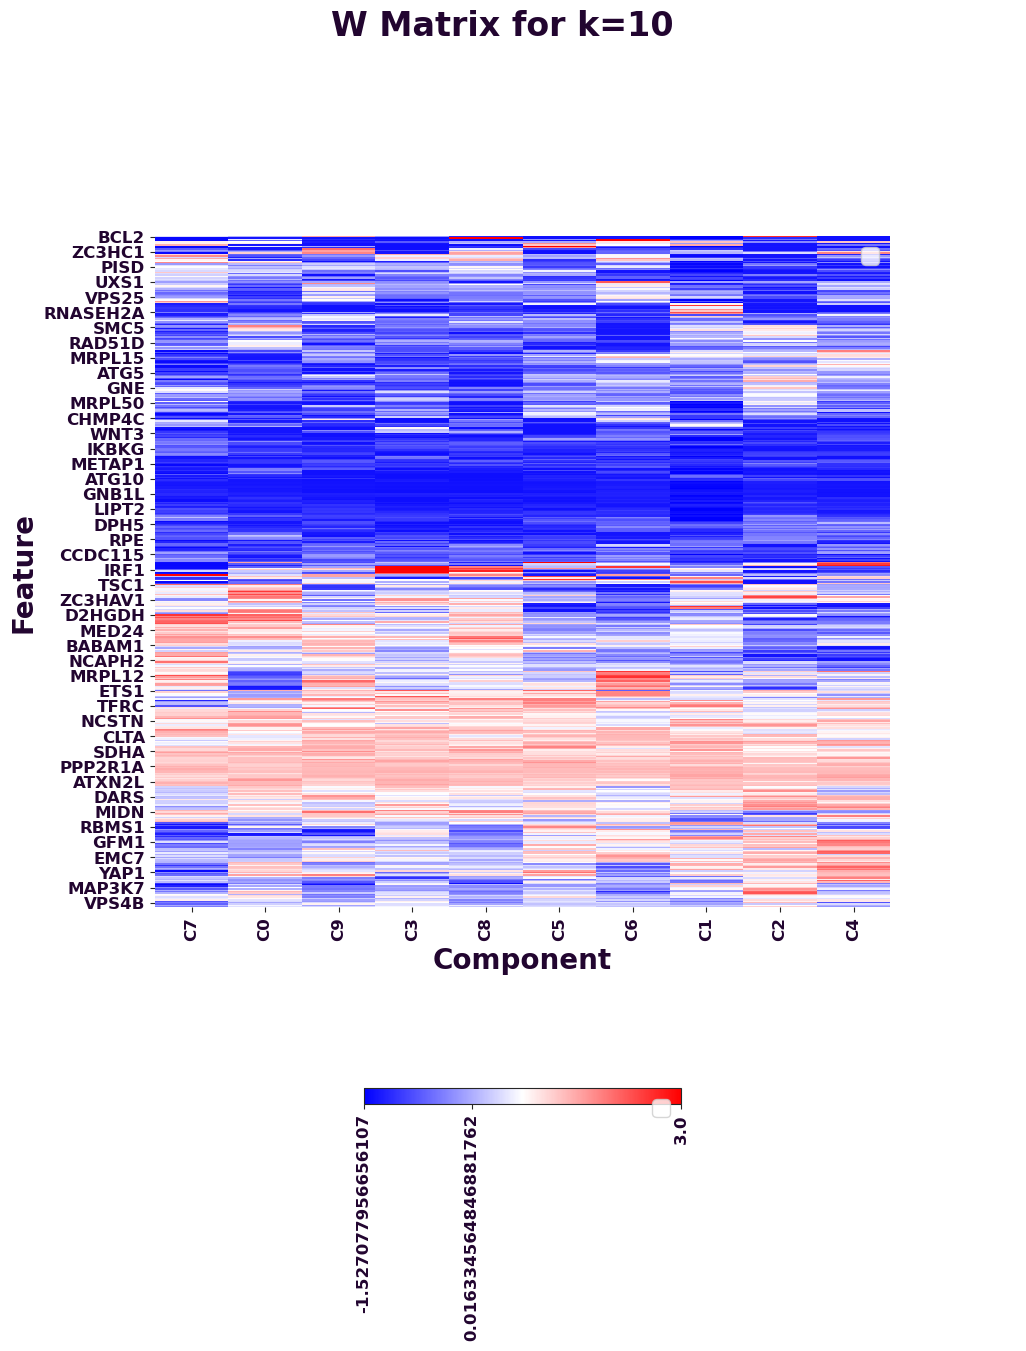 W Matrix for k=10
BCL2
ZC3HC1
PISD
UXS1
VPS25
RNASEH2A
SMC5
RAD51D
MRPL15
ATG5
GNE
MRPL50
CHMP4C
WNT3
IKBKG
METAP1
ATG10
GNB1L
LIPT2
DPH5
RPE
CCDC115
IRF1
TSC1
ZC3HAV1
D2HGDH
MED24
BABAM1
NCAPH2
MRPL12
ETS1
TFRC
NCSTN
CLTA
SDHA
PPP2R1A
ATXN2L
DARS
MIDN
RBMS1
GFM1
EMC7
YAP1
MAP3K7
VPS4B
Feature
C7
C0
C9
C3
C8
C5
C6
C1
C2
C4
Component
-1.527077956656107
0.01633456484688​1762
3.0